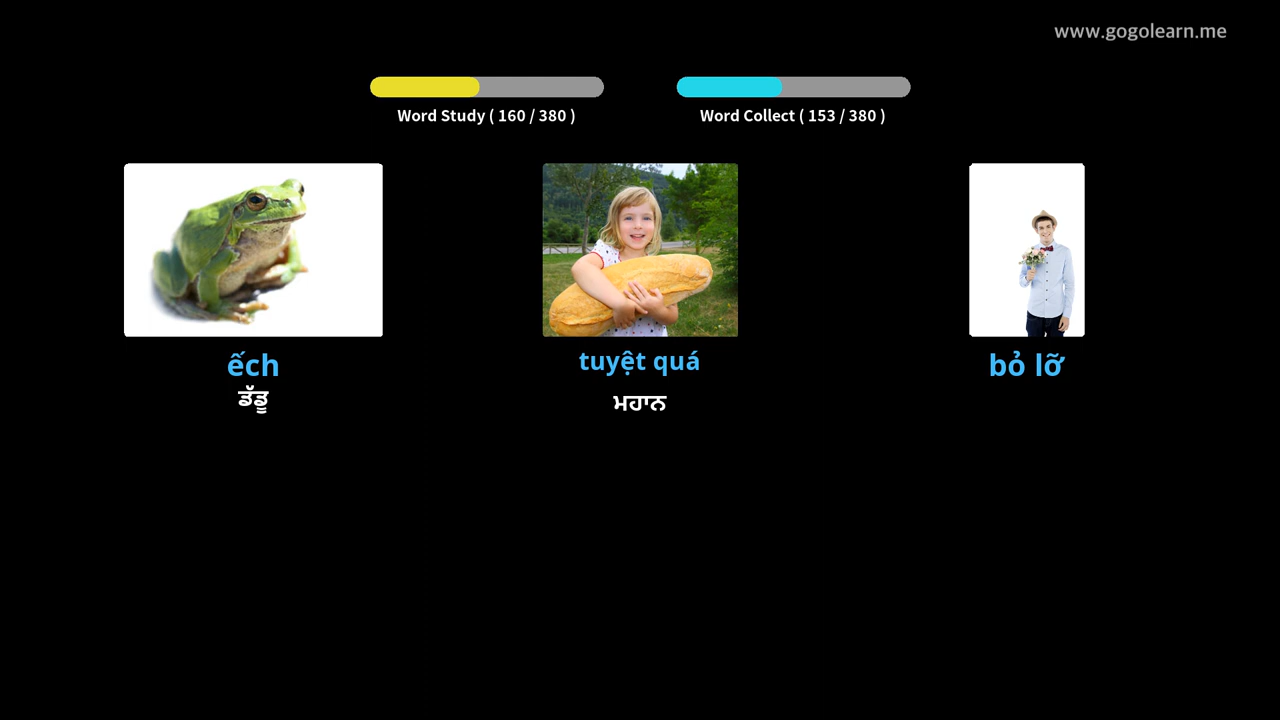 www.gogolearn.me
Word Study ( 160 / 380 )
Word Collect ( 153 / 380 )
ếch
ਡੱਡੂ
tuyệt quá
ਮਹਾਨ
bỏ lỡ